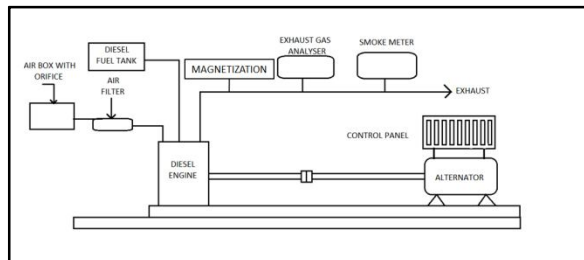 EXHAUST GAS
ANALYSER
SMOKE METER
DIESEL
FUEL TANK
AIR BOX WITH
ORIFICE
AIR
FILTER
MAGNETIZATION
EXHAUST
CONTROL PANEL
DIESEL
ENGINE
ALTERNATOR